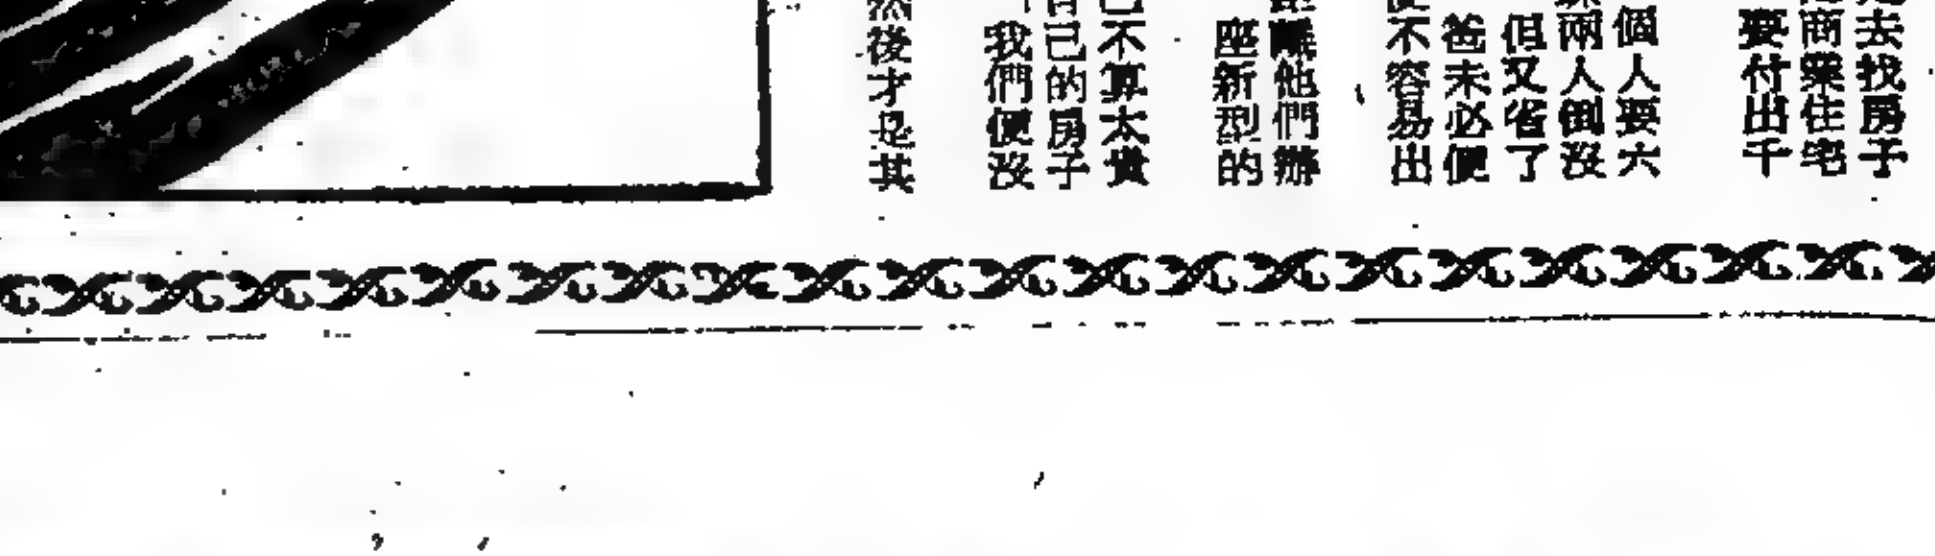 去找房子
商業住宅
要付出千
個人要六
兩人倒沒
但又省了
爸未必便
不容易出
離他們辦
座新型的
不算太貴
自己的房子
我們便沒
然後才是其